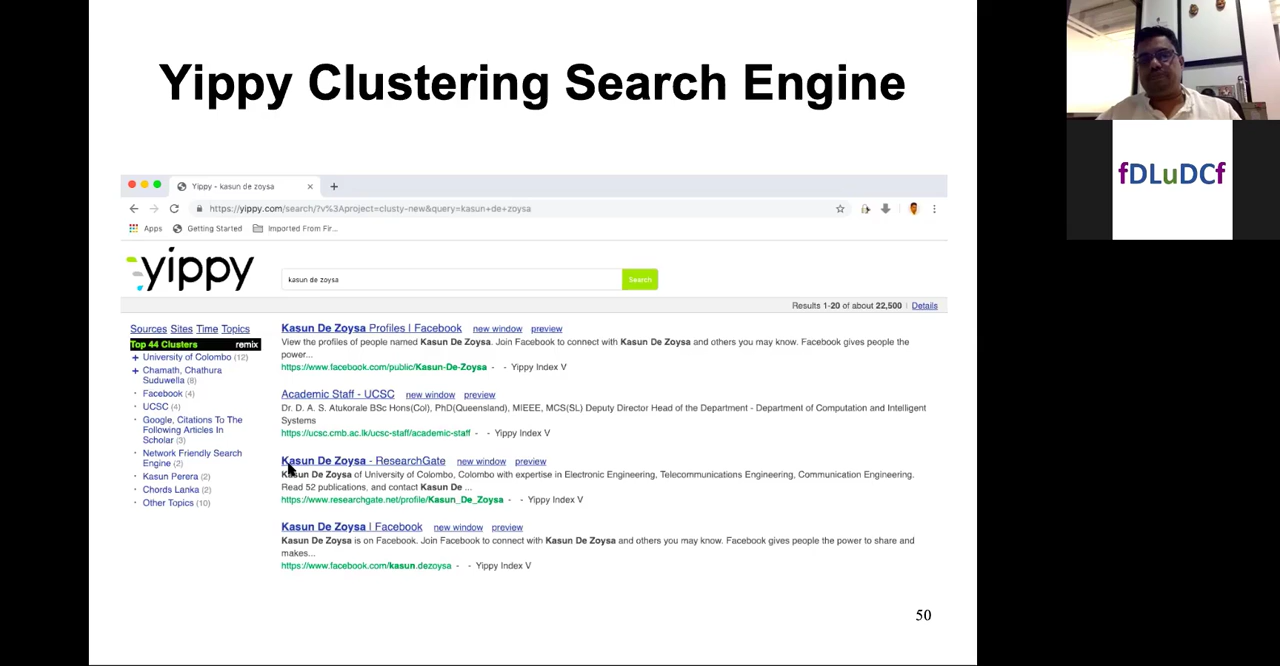 Yippy Clustering Search Engine
Yippy - kasun de zoysa
https://yippy.com/search/?v%3Aproject=clusty-new&query=kasun+de+zoysa
Apps Getting Started Imported From Fir...
yippy
kasun de zoysa Search
Results 1-20 of about 22,500 | Details
Sources Sites Time Topics
Top 44 Clusters remix
+ University of Colombo (12)
+ Chamath, Chathura
Suduwella (8)
· Facebook (4)
· UCSC (4)
· Google, Citations To The
Following Articles In
Scholar (3)
· Network Friendly Search
Engine (2)
· Kasun Perera (2)
· Chords Lanka (2)
· Other Topics (10)
Kasun De Zoysa Profiles | Facebook new window preview
View the profiles of people named Kasun De Zoysa. Join Facebook to connect with Kasun De Zoysa and others you may know. Facebook gives people the
power...
https://www.facebook.com/public/Kasun-De-Zoysa - - Yippy Index V
Academic Staff - UCSC new window preview
Dr. D. A. S. Atukorale BSc Hons(Col), PhD(Queensland), MIEEE, MCS(SL) Deputy Director Head of the Department - Department of Computation and Intelligent
Systems
https://ucsc.cmb.ac.lk/ucsc-staff/academic-staff - - Yippy Index V
Kasun De Zoysa - ResearchGate new window preview
Kasun De Zoysa of University of Colombo, Colombo with expertise in Electronic Engineering, Telecommunications Engineering, Communication Engineering.
Read 52 publications, and contact Kasun De ...
https://www.researchgate.net/profile/Kasun_De_Zoysa - - Yippy Index V
Kasun De Zoysa | Facebook new window preview
Kasun De Zoysa is on Facebook. Join Facebook to connect with Kasun De Zoysa and others you may know. Facebook gives people the power to share and
makes...
https://www.facebook.com/kasun.dezoysa - - Yippy Index V
50
fDLuDCf